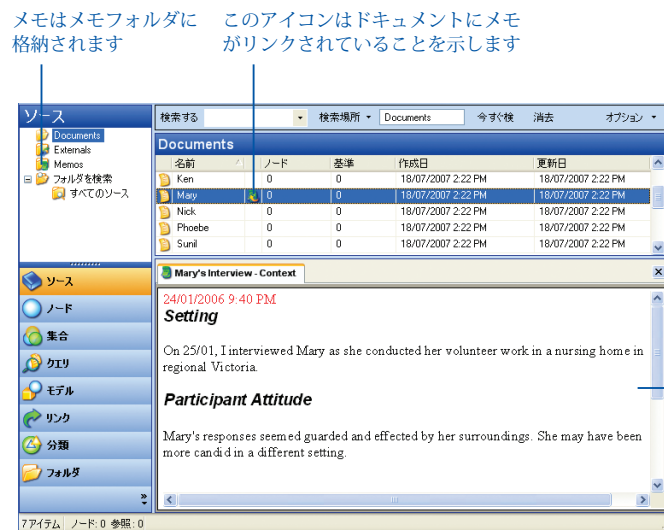 メモはメモフォルダに
格納されます
このアイコンはドキュメントにメモ
がリンクされていることを示します
ソース
Documents
Externals
Memos
フォルダを検索
すべてのソース
検索する 検索場所 Documents 今すぐ検 消去 オプション
Documents
名前 ノード 基準 作成日 更新日
Ken 0 0 18/07/2007 2:22 PM 18/07/2007 2:22 PM
Mary 0 0 18/07/2007 2:22 PM 18/07/2007 2:22 PM
Nick 0 0 18/07/2007 2:22 PM 18/07/2007 2:22 PM
Phoebe 0 0 18/07/2007 2:22 PM 18/07/2007 2:22 PM
Sunil 0 0 18/07/2007 2:22 PM 18/07/2007 2:22 PM
ソース
ノード
集合
クエリ
モデル
リンク
分類
フォルダ
Mary's Interview - Context
24/01/2006 9:40 PM
Setting
On 25/01, I interviewed Mary as she conducted her volunteer work in a nursing home in
regional Victoria.
Participant Attitude
Mary's responses seemed guarded and effected by her surroundings. She may have been
more candid in a different setting.
7アイテム ノード: 0 参照: 0